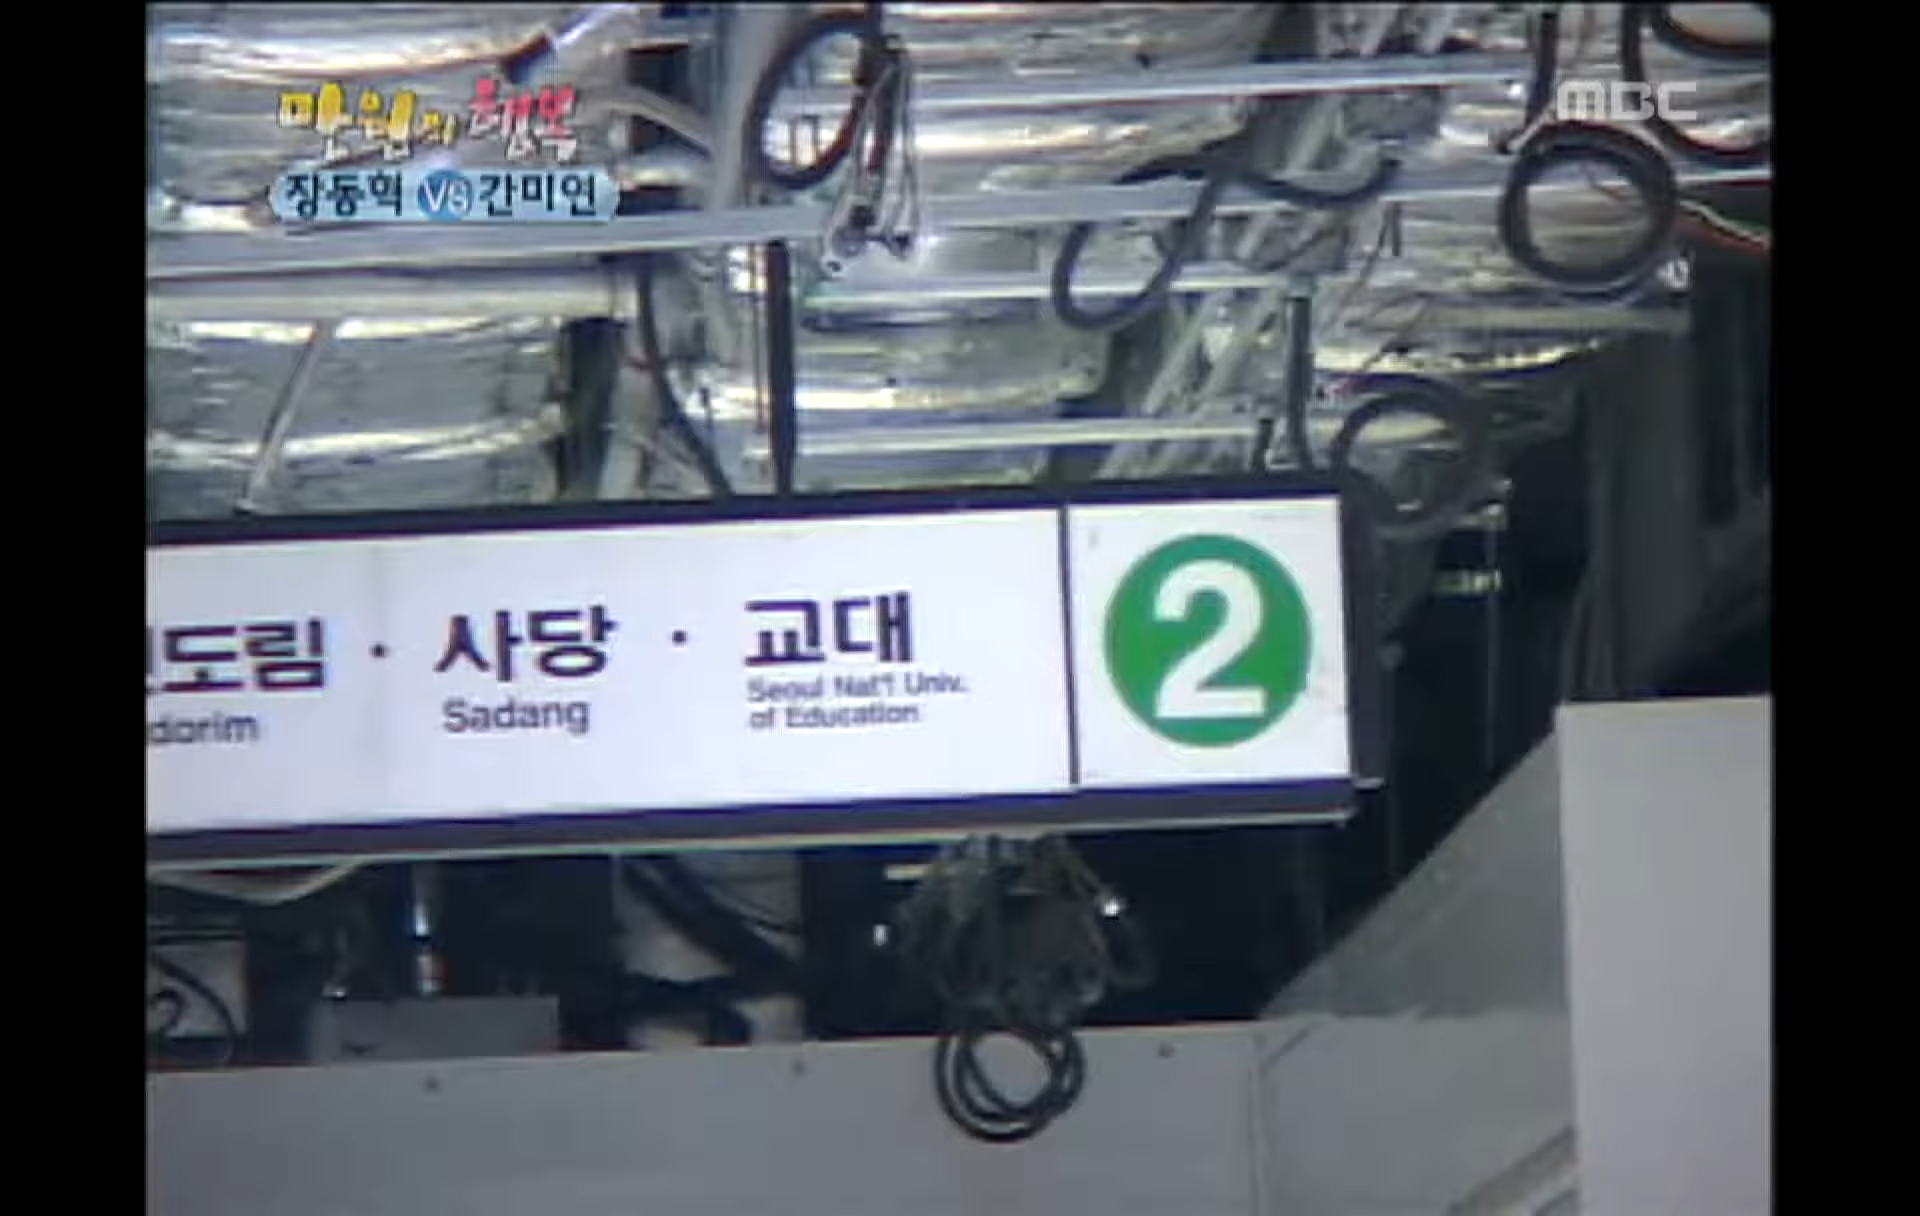 만원의 행복
MBC
장동혁 VS 간미연
도림 · 사당 · 교대
dorim Sadang Seoul Nat'l Univ.
of Education
2